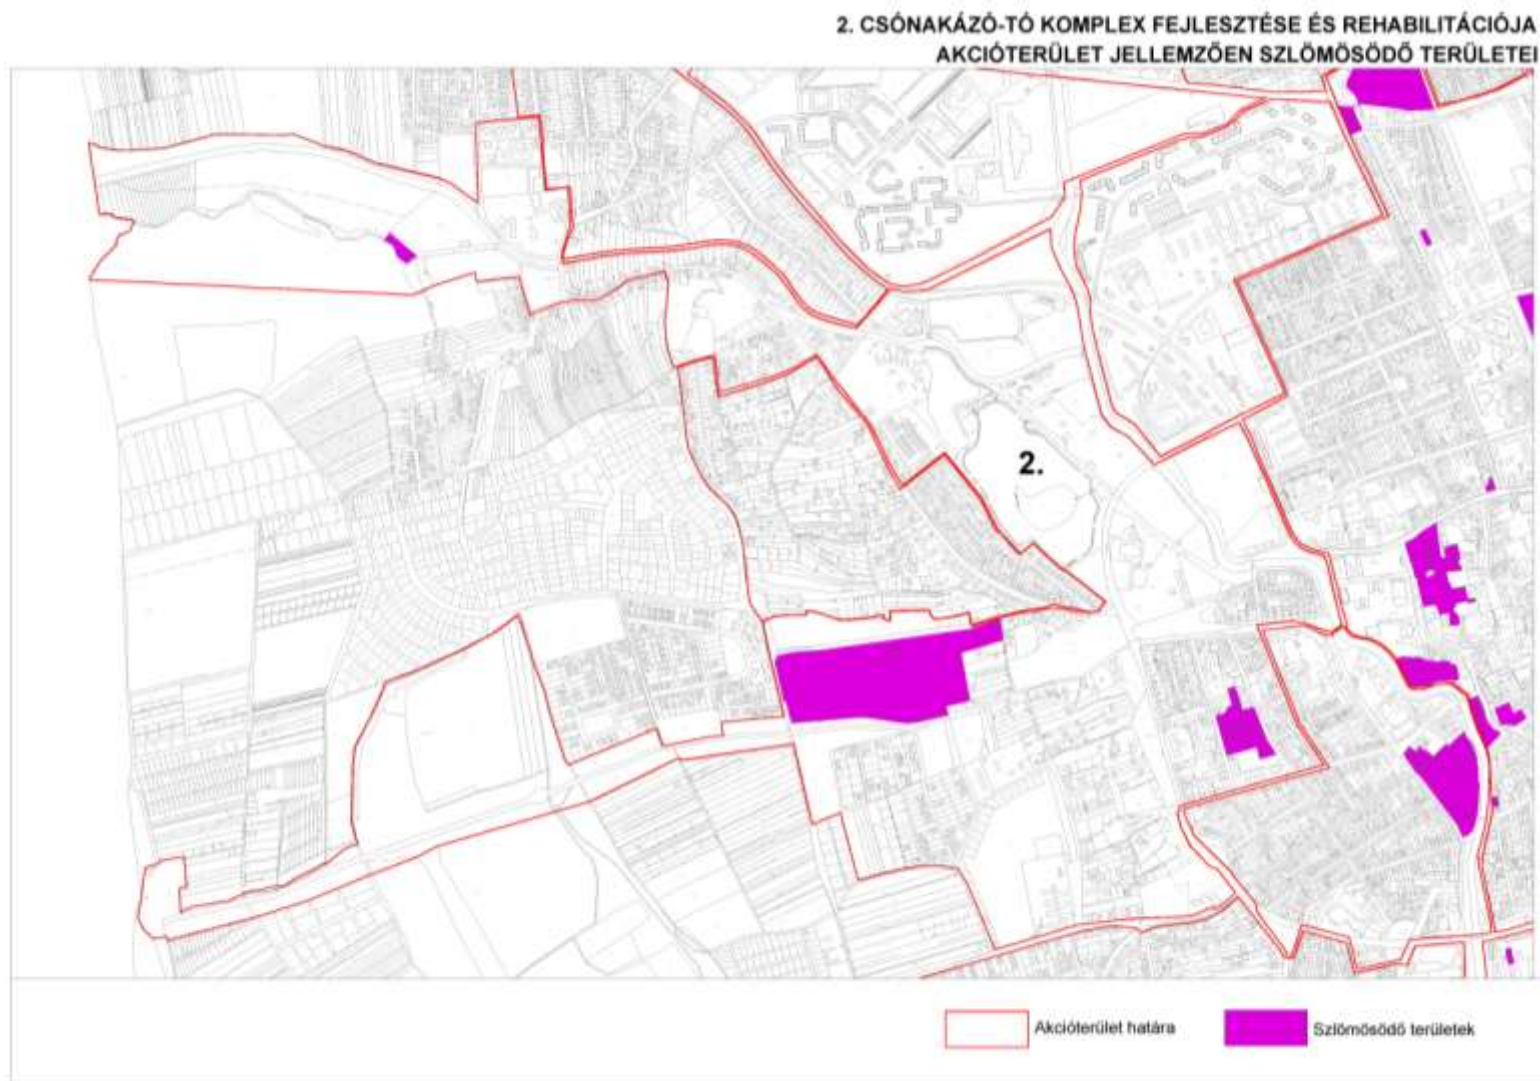 2. CSÓNAKÁZÓ-TÓ KOMPLEX FEJLESZTÉSE ÉS REHABILITÁCIÓJA
AKCIÓTERÜLET JELLEMZŐEN SZLÖMÖSÖDŐ TERÜLETEI
2.
Akcióterület határa
Szlömösödő területek